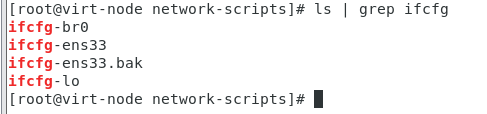 [root@virt-node network-scripts]# ls | grep ifcfg
ifcfg-br0
ifcfg-ens33
ifcfg-ens33.bak
ifcfg-lo
[root@virt-node network-scripts]#